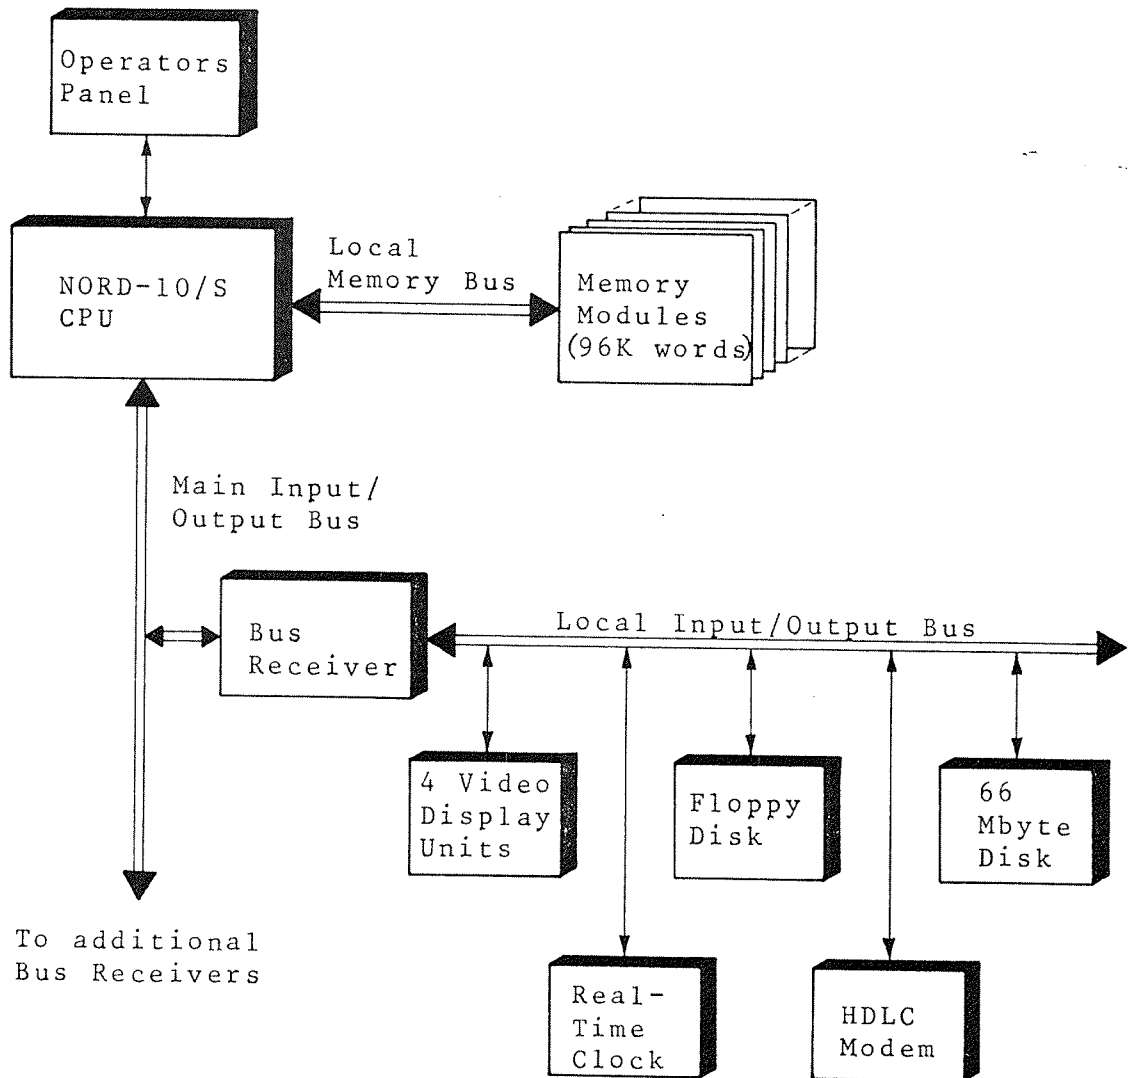 Operators
Panel
NORD-10/S
CPU
Local
Memory Bus
Memory
Modules
(96K words)
Main Input/
Output Bus
Bus
Receiver
Local Input/Output Bus
4 Video
Display
Units
Floppy
Disk
66
Mbyte
Disk
To additional
Bus Receivers
Real-
Time
Clock
HDLC
Modem